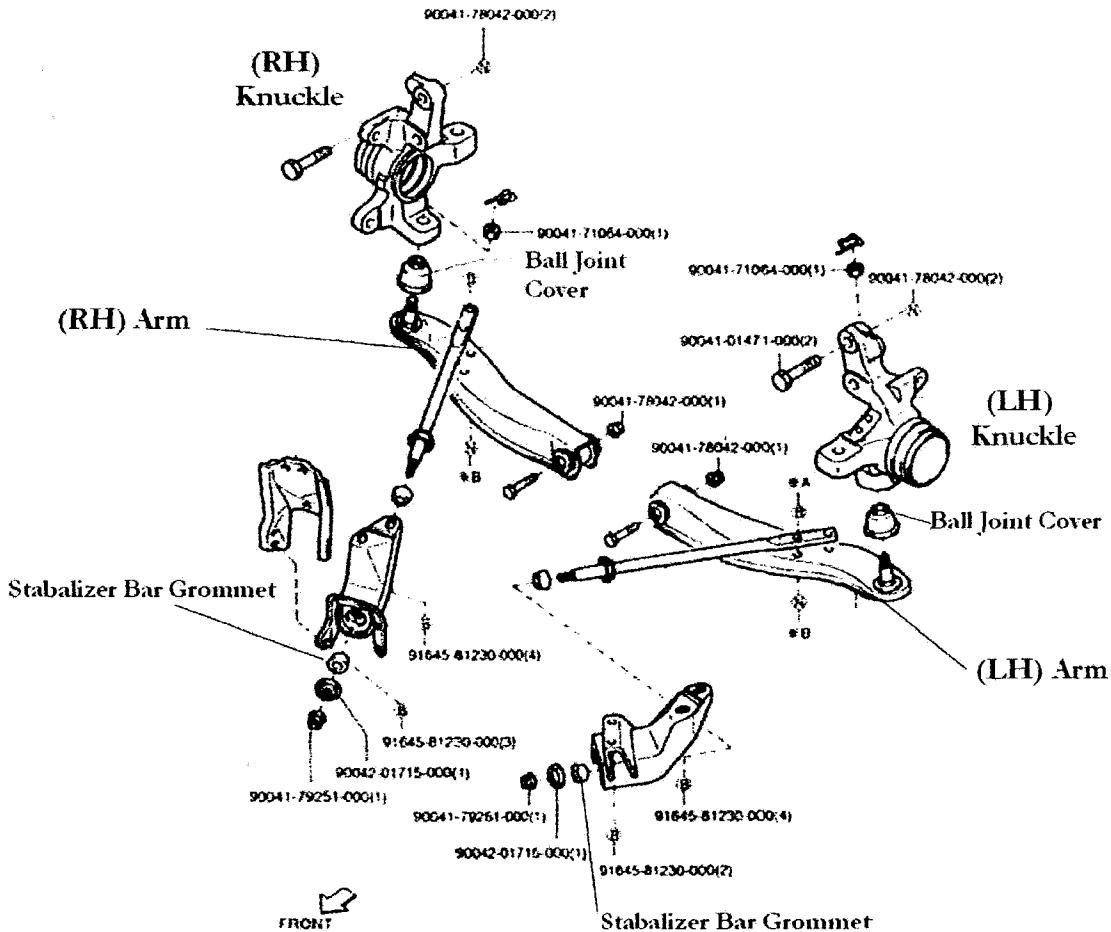 90041-78042-000(2)
(RH)
Knuckle
90041-71064-000(1)
Ball Joint
Cover
B
(RH) Arm
90041-71064-000(1)
90041-78042-000(2)
N
90041-01471-000(2)
(LH)
Knuckle
90041-78042-000(1)
90041-78042-000(1)
N
*B
*A
B
Ball Joint Cover
N
*B
Stabalizer Bar Grommet
B
91645-81230-000(4)
(LH) Arm
B
91645-81230-000(3)
90042-01715-000(1)
90041-79251-000(1)
90041-79251-000(1)
B
91645-81230-000(4)
90042-01715-000(1)
B
91645-81230-000(2)
FRONT
Stabalizer Bar Grommet